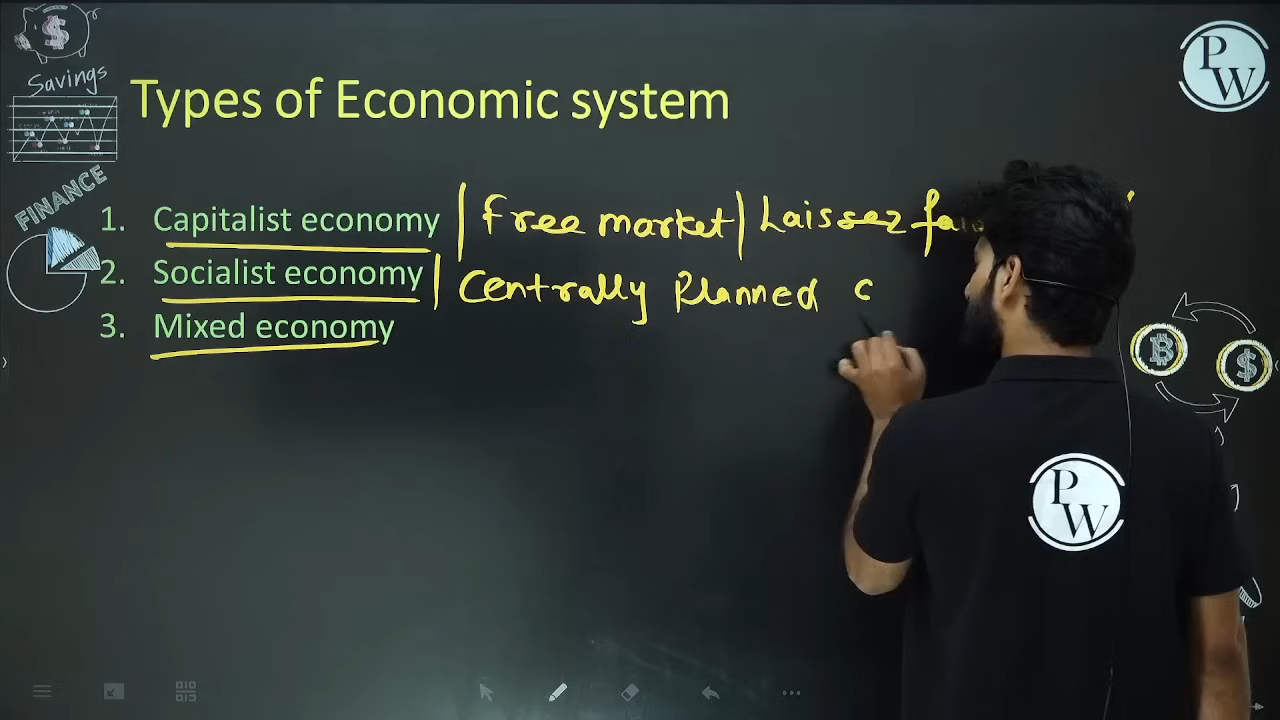 Savings
FINANCE
Types of Economic system
PW
1. Capitalist economy | Free market | Laissez
2. Socialist economy | Centrally Planned
3. Mixed economy
PW